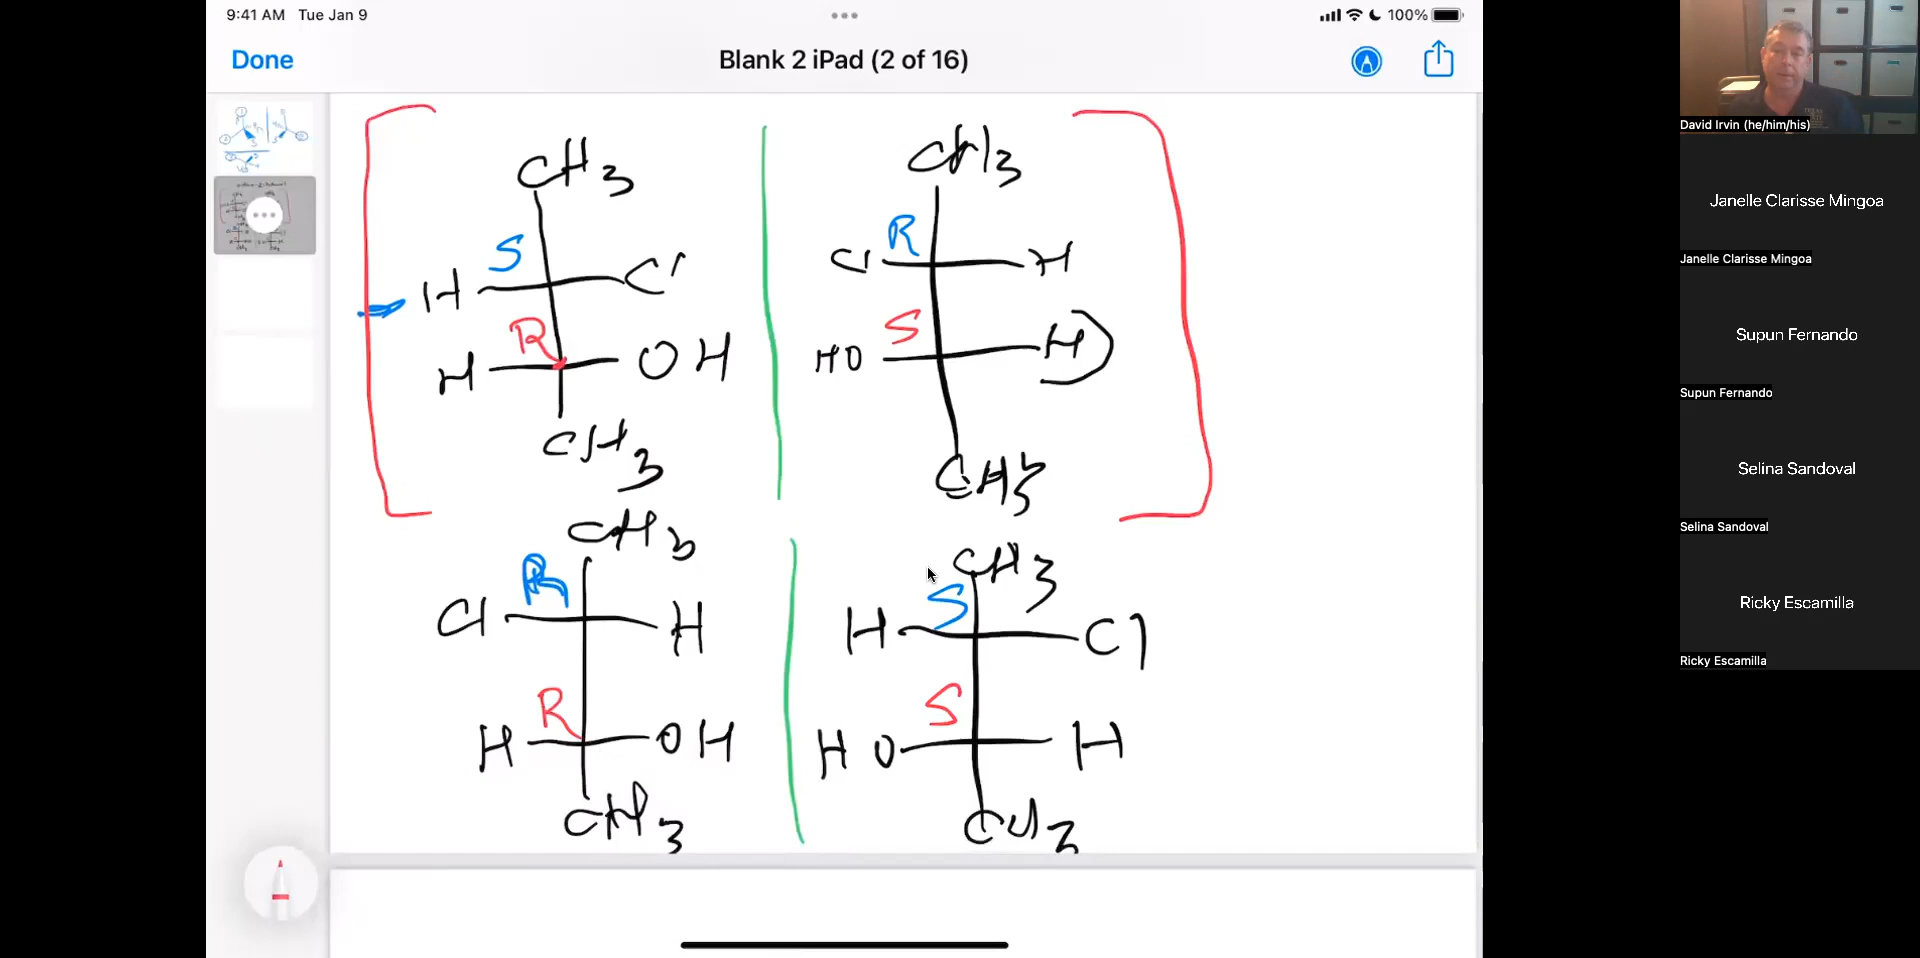 9:41 AM Tue Jan 9
100%
Done
Blank 2 iPad (2 of 16)
CH3
CH3
S
R
H
Cl
Cl
H
R
S
H
OH
HO
H
CH3
CH3
CH3
CH3
R
S
Cl
H
H
Cl
R
S
H
OH
HO
H
CH3
CH3
David Irvin (he/him/his)
Janelle Clarisse Mingoa
Janelle Clarisse Mingoa
Supun Fernando
Supun Fernando
Selina Sandoval
Selina Sandoval
Ricky Escamilla
Ricky Escamilla